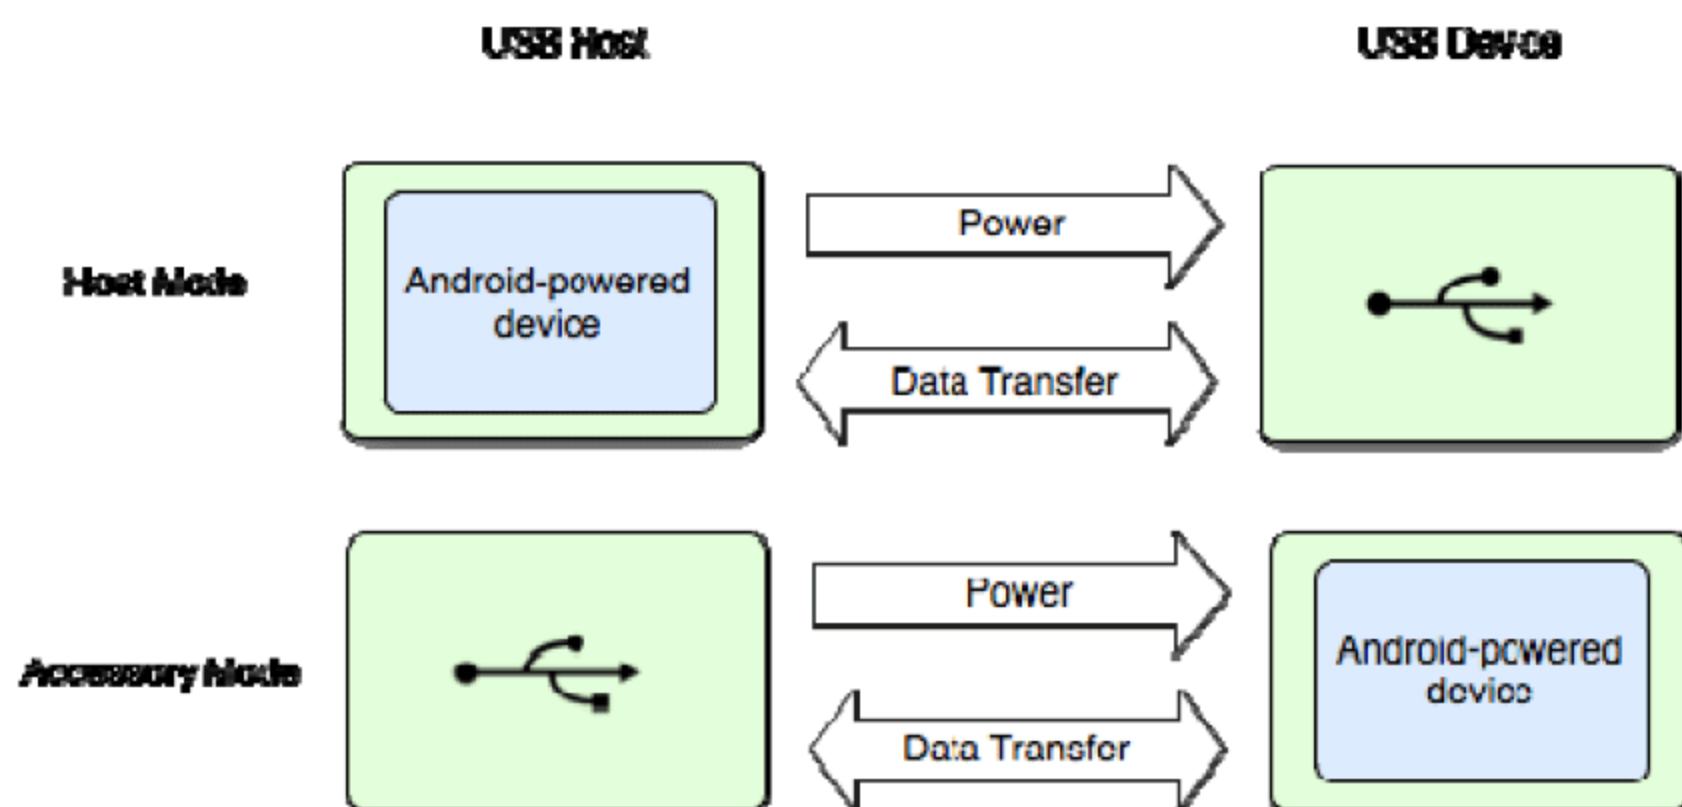 USB Host
USB Device
Host Mode
Android-powered
device
Power
Data Transfer
Accessory Mode
Power
Data Transfer
Android-powered
device